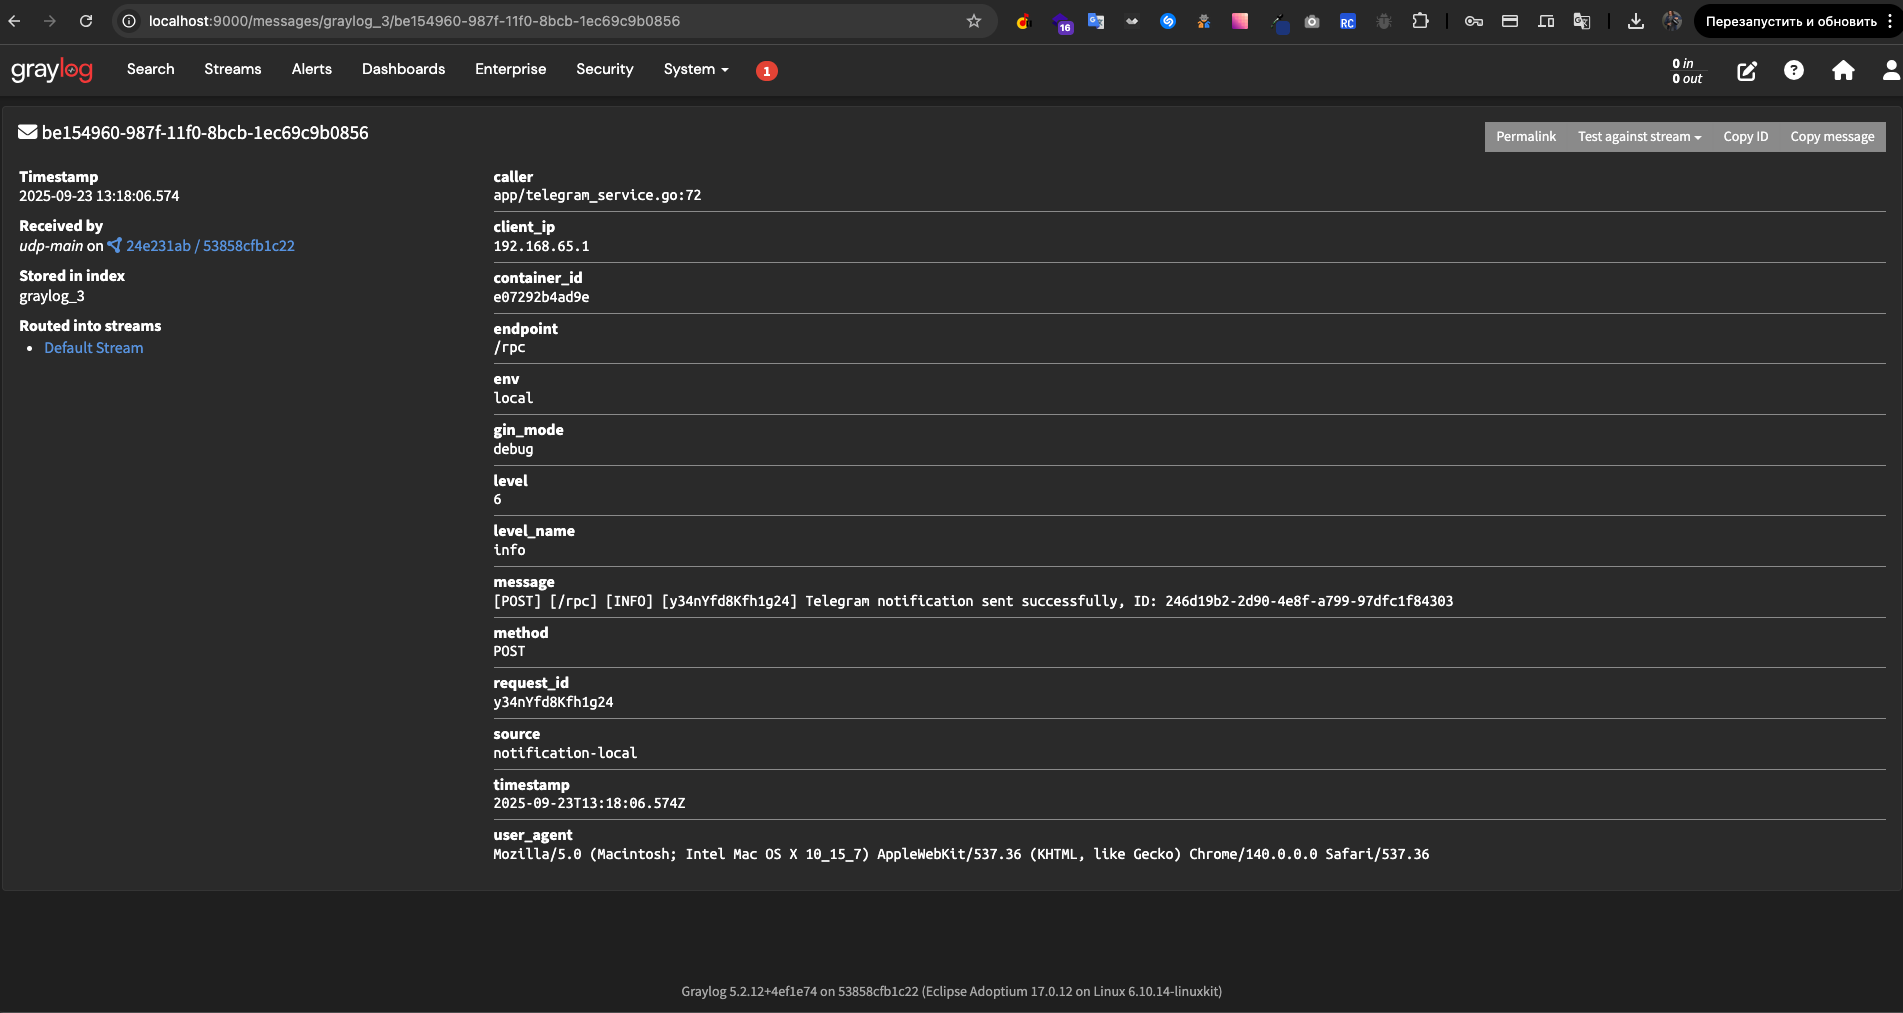 localhost:9000/messages/graylog_3/be154960-987f-11f0-8bcb-1ec69c9b0856
16
RC
Перезапустить и обновить
graylog
Search Streams Alerts Dashboards Enterprise Security System 1
0 in
0 out
be154960-987f-11f0-8bcb-1ec69c9b0856
Permalink Test against stream Copy ID Copy message
Timestamp
2025-09-23 13:18:06.574
Received by
udp-main on 24e231ab / 53858cfb1c22
Stored in index
graylog_3
Routed into streams
Default Stream
caller
app/telegram_service.go:72
client_ip
192.168.65.1
container_id
e07292b4ad9e
endpoint
/rpc
env
local
gin_mode
debug
level
6
level_name
info
message
[POST] [/rpc] [INFO] [y34nYfd8Kfh1g24] Telegram notification sent successfully, ID: 246d19b2-2d90-4e8f-a799-97dfc1f84303
method
POST
request_id
y34nYfd8Kfh1g24
source
notification-local
timestamp
2025-09-23T13:18:06.574Z
user_agent
Mozilla/5.0 (Macintosh; Intel Mac OS X 10_15_7) AppleWebKit/537.36 (KHTML, like Gecko) Chrome/140.0.0.0 Safari/537.36
Graylog 5.2.12+4ef1e74 on 53858cfb1c22 (Eclipse Adoptium 17.0.12 on Linux 6.10.14-linuxkit)